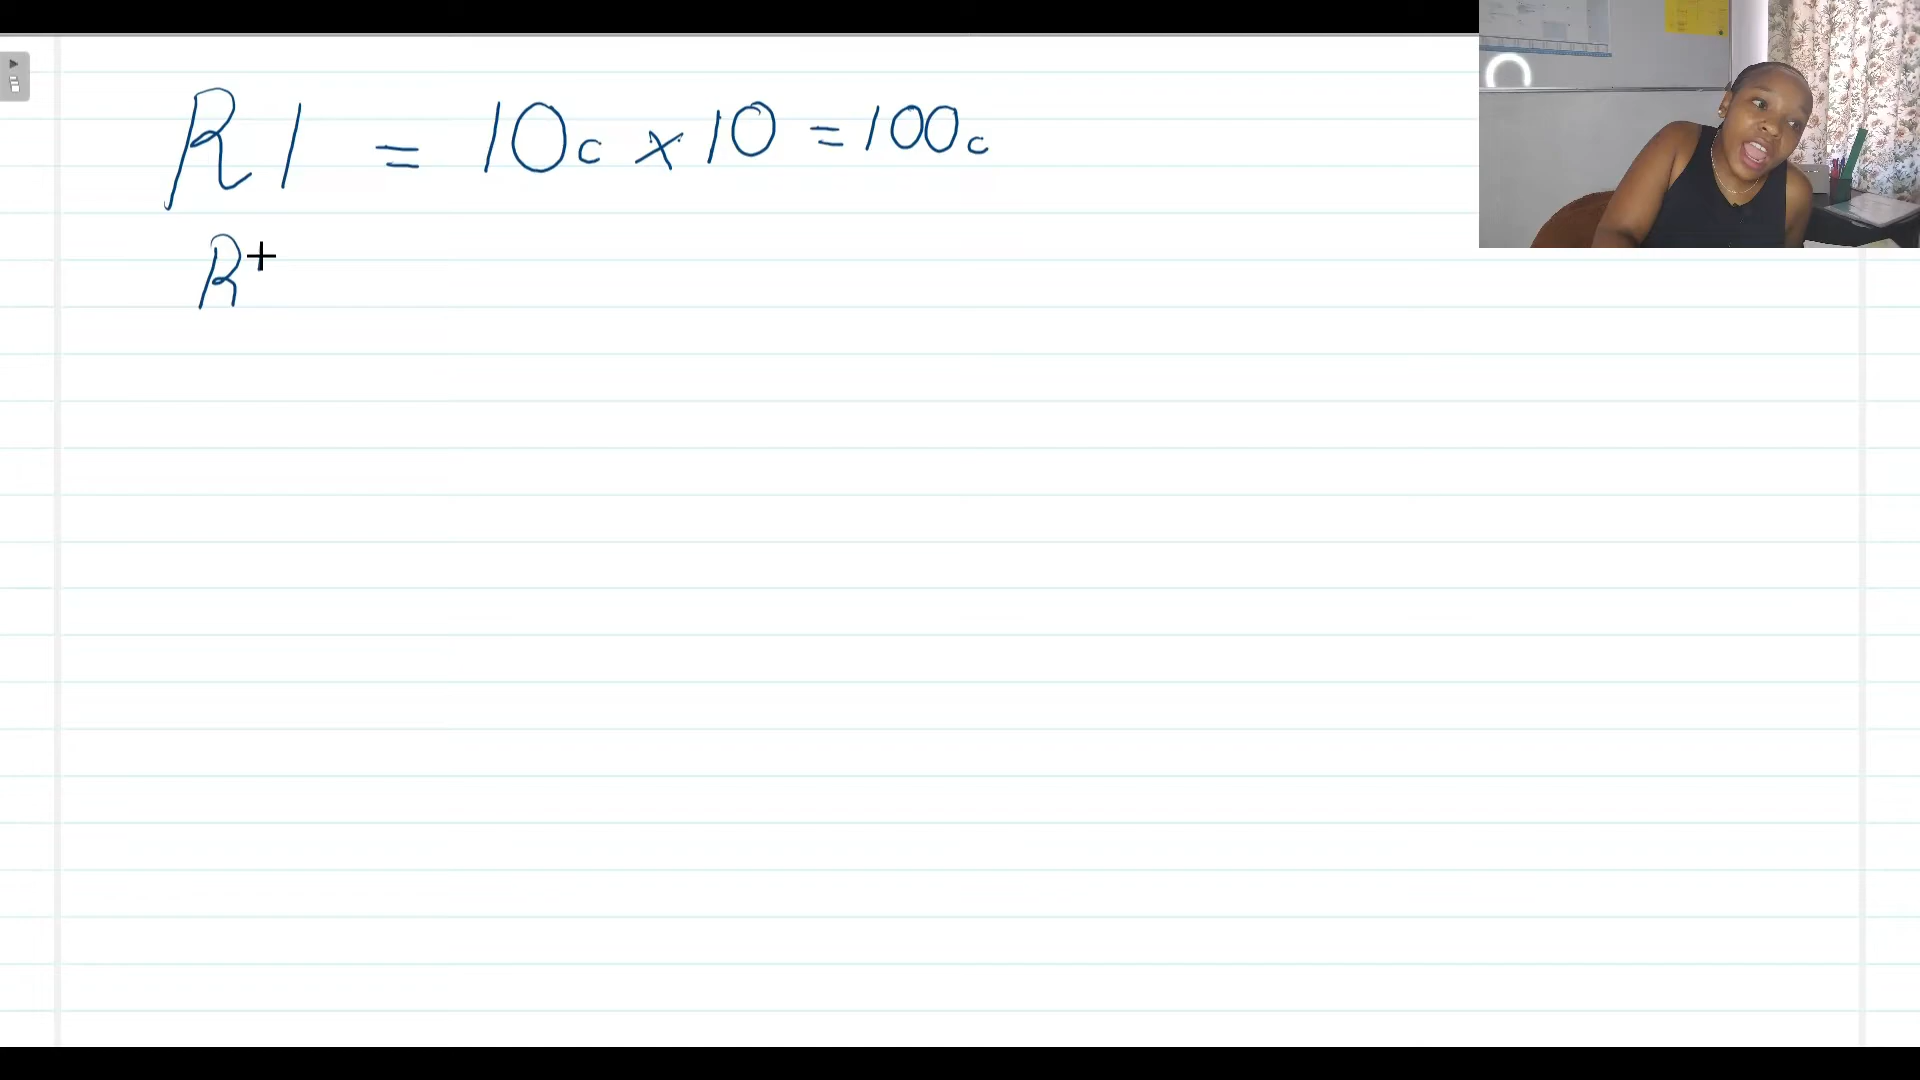 R1 = 10c × 10 = 100c
R